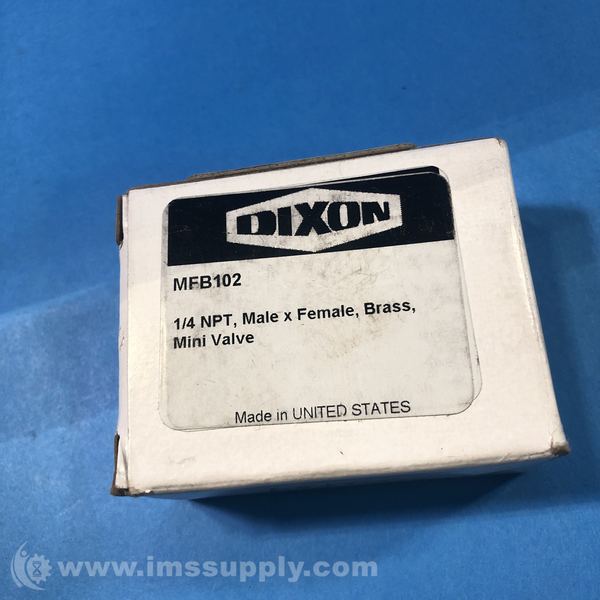 DIXON
MFB102
1/4 NPT, Male x Female, Brass,
Mini Valve
Made in UNITED STATES
© www.imssupply.com/